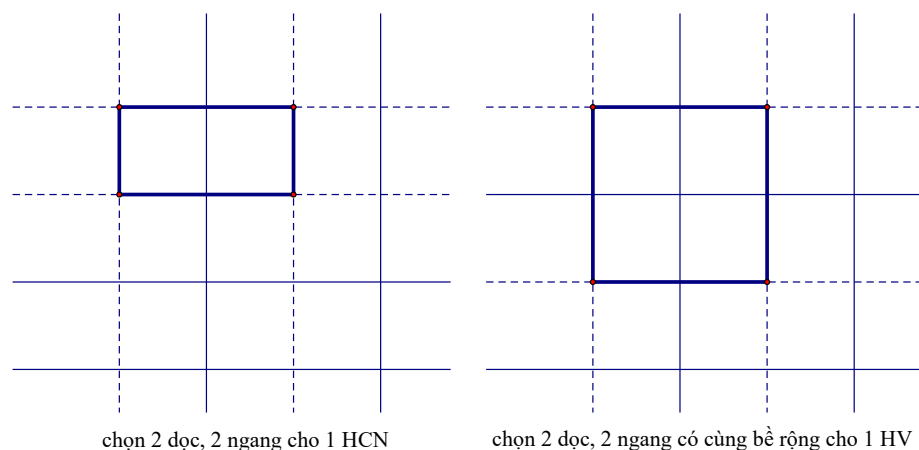 chọn 2 dọc, 2 ngang cho 1 HCN
chọn 2 dọc, 2 ngang có cùng bề rộng cho 1 HV